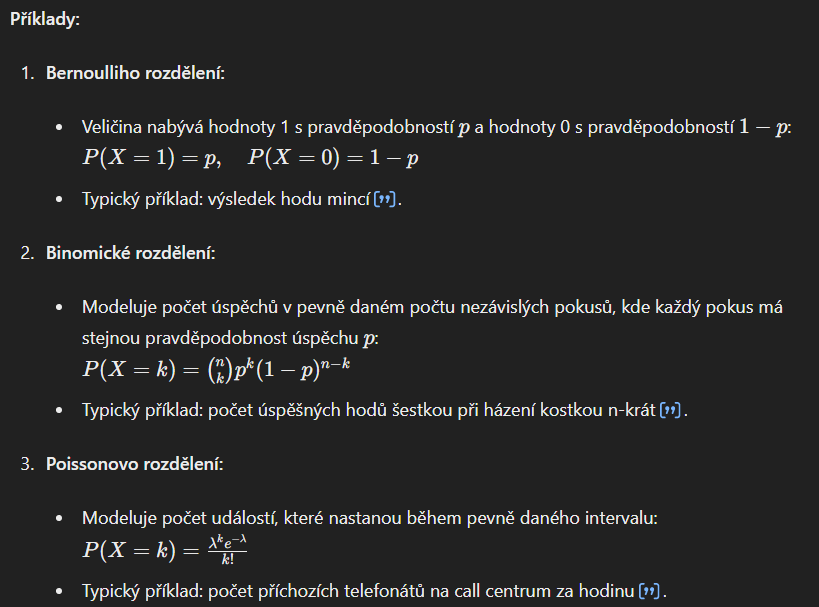 Příklady:
1. Bernoulliho rozdělení:
• Veličina nabývá hodnoty 1 s pravděpodobností p a hodnoty 0 s pravděpodobností 1 − p:
P(X = 1) = p, P(X = 0) = 1 − p
• Typický příklad: výsledek hodu mincí [”].
2. Binomické rozdělení:
• Modeluje počet úspěchů v pevně daném počtu nezávislých pokusů, kde každý pokus má
stejnou pravděpodobnost úspěchu p:
P(X = k) = \binom{n}{k} p^k (1 − p)^{n−k}
• Typický příklad: počet úspěšných hodů šestkou při házení kostkou n-krát [”].
3. Poissonovo rozdělení:
• Modeluje počet událostí, které nastanou během pevně daného intervalu:
P(X = k) = \frac{λ^k e^{−λ}}{k!}
• Typický příklad: počet příchozích telefonátů na call centrum za hodinu [”].